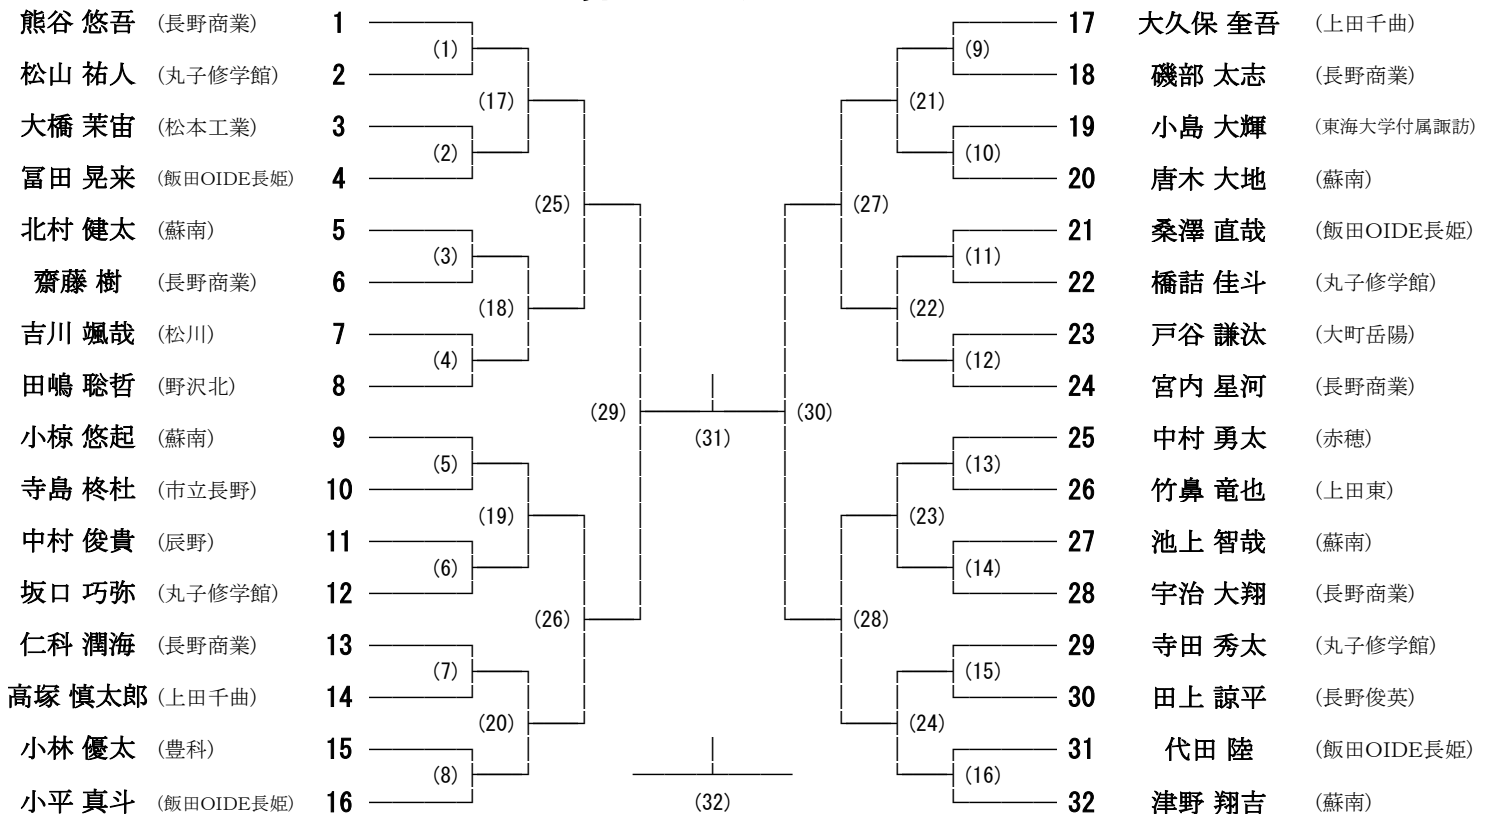 熊谷 悠吾 (長野商業) 1
(1)
松山 祐人 (丸子修学館) 2
(17)
大橋 茉宙 (松本工業) 3
(2)
冨田 晃来 (飯田OIDE長姫) 4
(25)
北村 健太 (蘇南) 5
(3)
齋藤 樹 (長野商業) 6
(18)
吉川 颯哉 (松川) 7
(4)
田嶋 聡哲 (野沢北) 8
(29)
小椋 悠起 (蘇南) 9
(5)
寺島 柊杜 (市立長野) 10
(19)
中村 俊貴 (辰野) 11
(6)
坂口 巧弥 (丸子修学館) 12
(26)
仁科 潤海 (長野商業) 13
(7)
高塚 慎太郎 (上田千曲) 14
(20)
小林 優太 (豊科) 15
(8)
小平 真斗 (飯田OIDE長姫) 16
(31)
(32)
17 大久保 奎吾 (上田千曲)
(9)
18 磯部 太志 (長野商業)
(21)
19 小島 大輝 (東海大学付属諏訪)
(10)
20 唐木 大地 (蘇南)
(27)
21 桑澤 直哉 (飯田OIDE長姫)
(11)
22 橋詰 佳斗 (丸子修学館)
(22)
23 戸谷 謙汰 (大町岳陽)
(12)
24 宮内 星河 (長野商業)
(30)
25 中村 勇太 (赤穂)
(13)
26 竹鼻 竜也 (上田東)
(23)
27 池上 智哉 (蘇南)
(14)
28 宇治 大翔 (長野商業)
(28)
29 寺田 秀太 (丸子修学館)
(15)
30 田上 諒平 (長野俊英)
(24)
31 代田 陸 (飯田OIDE長姫)
(16)
32 津野 翔吉 (蘇南)